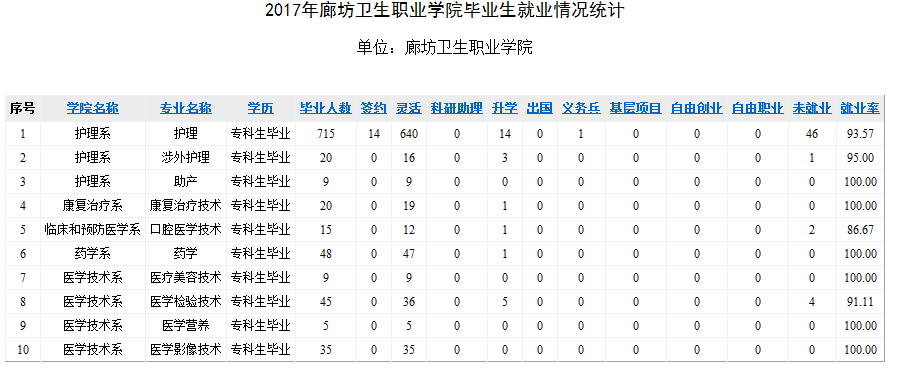 2017年廊坊卫生职业学院毕业生就业情况统计
单位：廊坊卫生职业学院
序号 学院名称 专业名称 学历 毕业人数 签约 灵活 科研助理 升学 出国 义务兵 基层项目 自由创业 自由职业 未就业 就业率
1 护理系 护理 专科生毕业 715 14 640 0 14 0 1 0 0 0 46 93.57
2 护理系 涉外护理 专科生毕业 20 0 16 0 3 0 0 0 0 0 1 95.00
3 护理系 助产 专科生毕业 9 0 9 0 0 0 0 0 0 0 0 100.00
4 康复治疗系 康复治疗技术 专科生毕业 20 0 19 0 1 0 0 0 0 0 0 100.00
5 临床和预防医学系 口腔医学技术 专科生毕业 15 0 12 0 1 0 0 0 0 0 2 86.67
6 药学系 药学 专科生毕业 48 0 47 0 1 0 0 0 0 0 0 100.00
7 医学技术系 医疗美容技术 专科生毕业 9 0 9 0 0 0 0 0 0 0 0 100.00
8 医学技术系 医学检验技术 专科生毕业 45 0 36 0 5 0 0 0 0 0 4 91.11
9 医学技术系 医学营养 专科生毕业 5 0 5 0 0 0 0 0 0 0 0 100.00
10 医学技术系 医学影像技术 专科生毕业 35 0 35 0 0 0 0 0 0 0 0 100.00